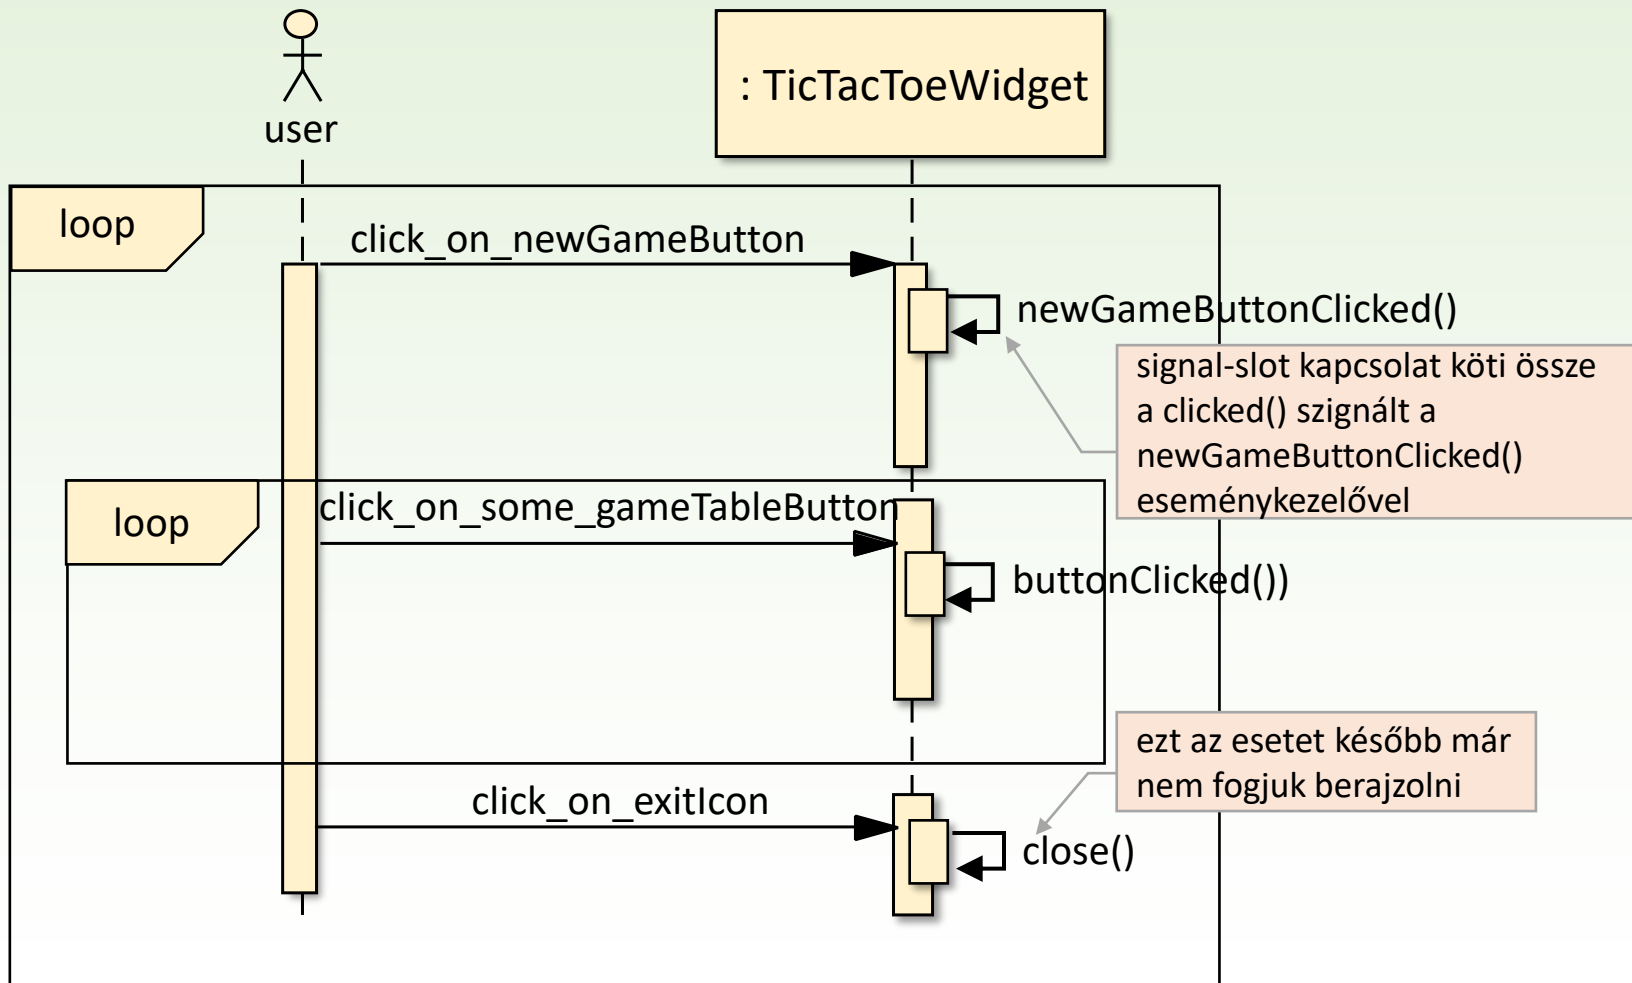 user
: TicTacToeWidget
loop
click_on_newGameButton
newGameButtonClicked()
signal-slot kapcsolat köti össze
a clicked() szignált a
newGameButtonClicked()
eseménykezelővel
loop
click_on_some_gameTableButton
buttonClicked())
ezt az esetet később már
nem fogjuk berajzolni
click_on_exitIcon
close()